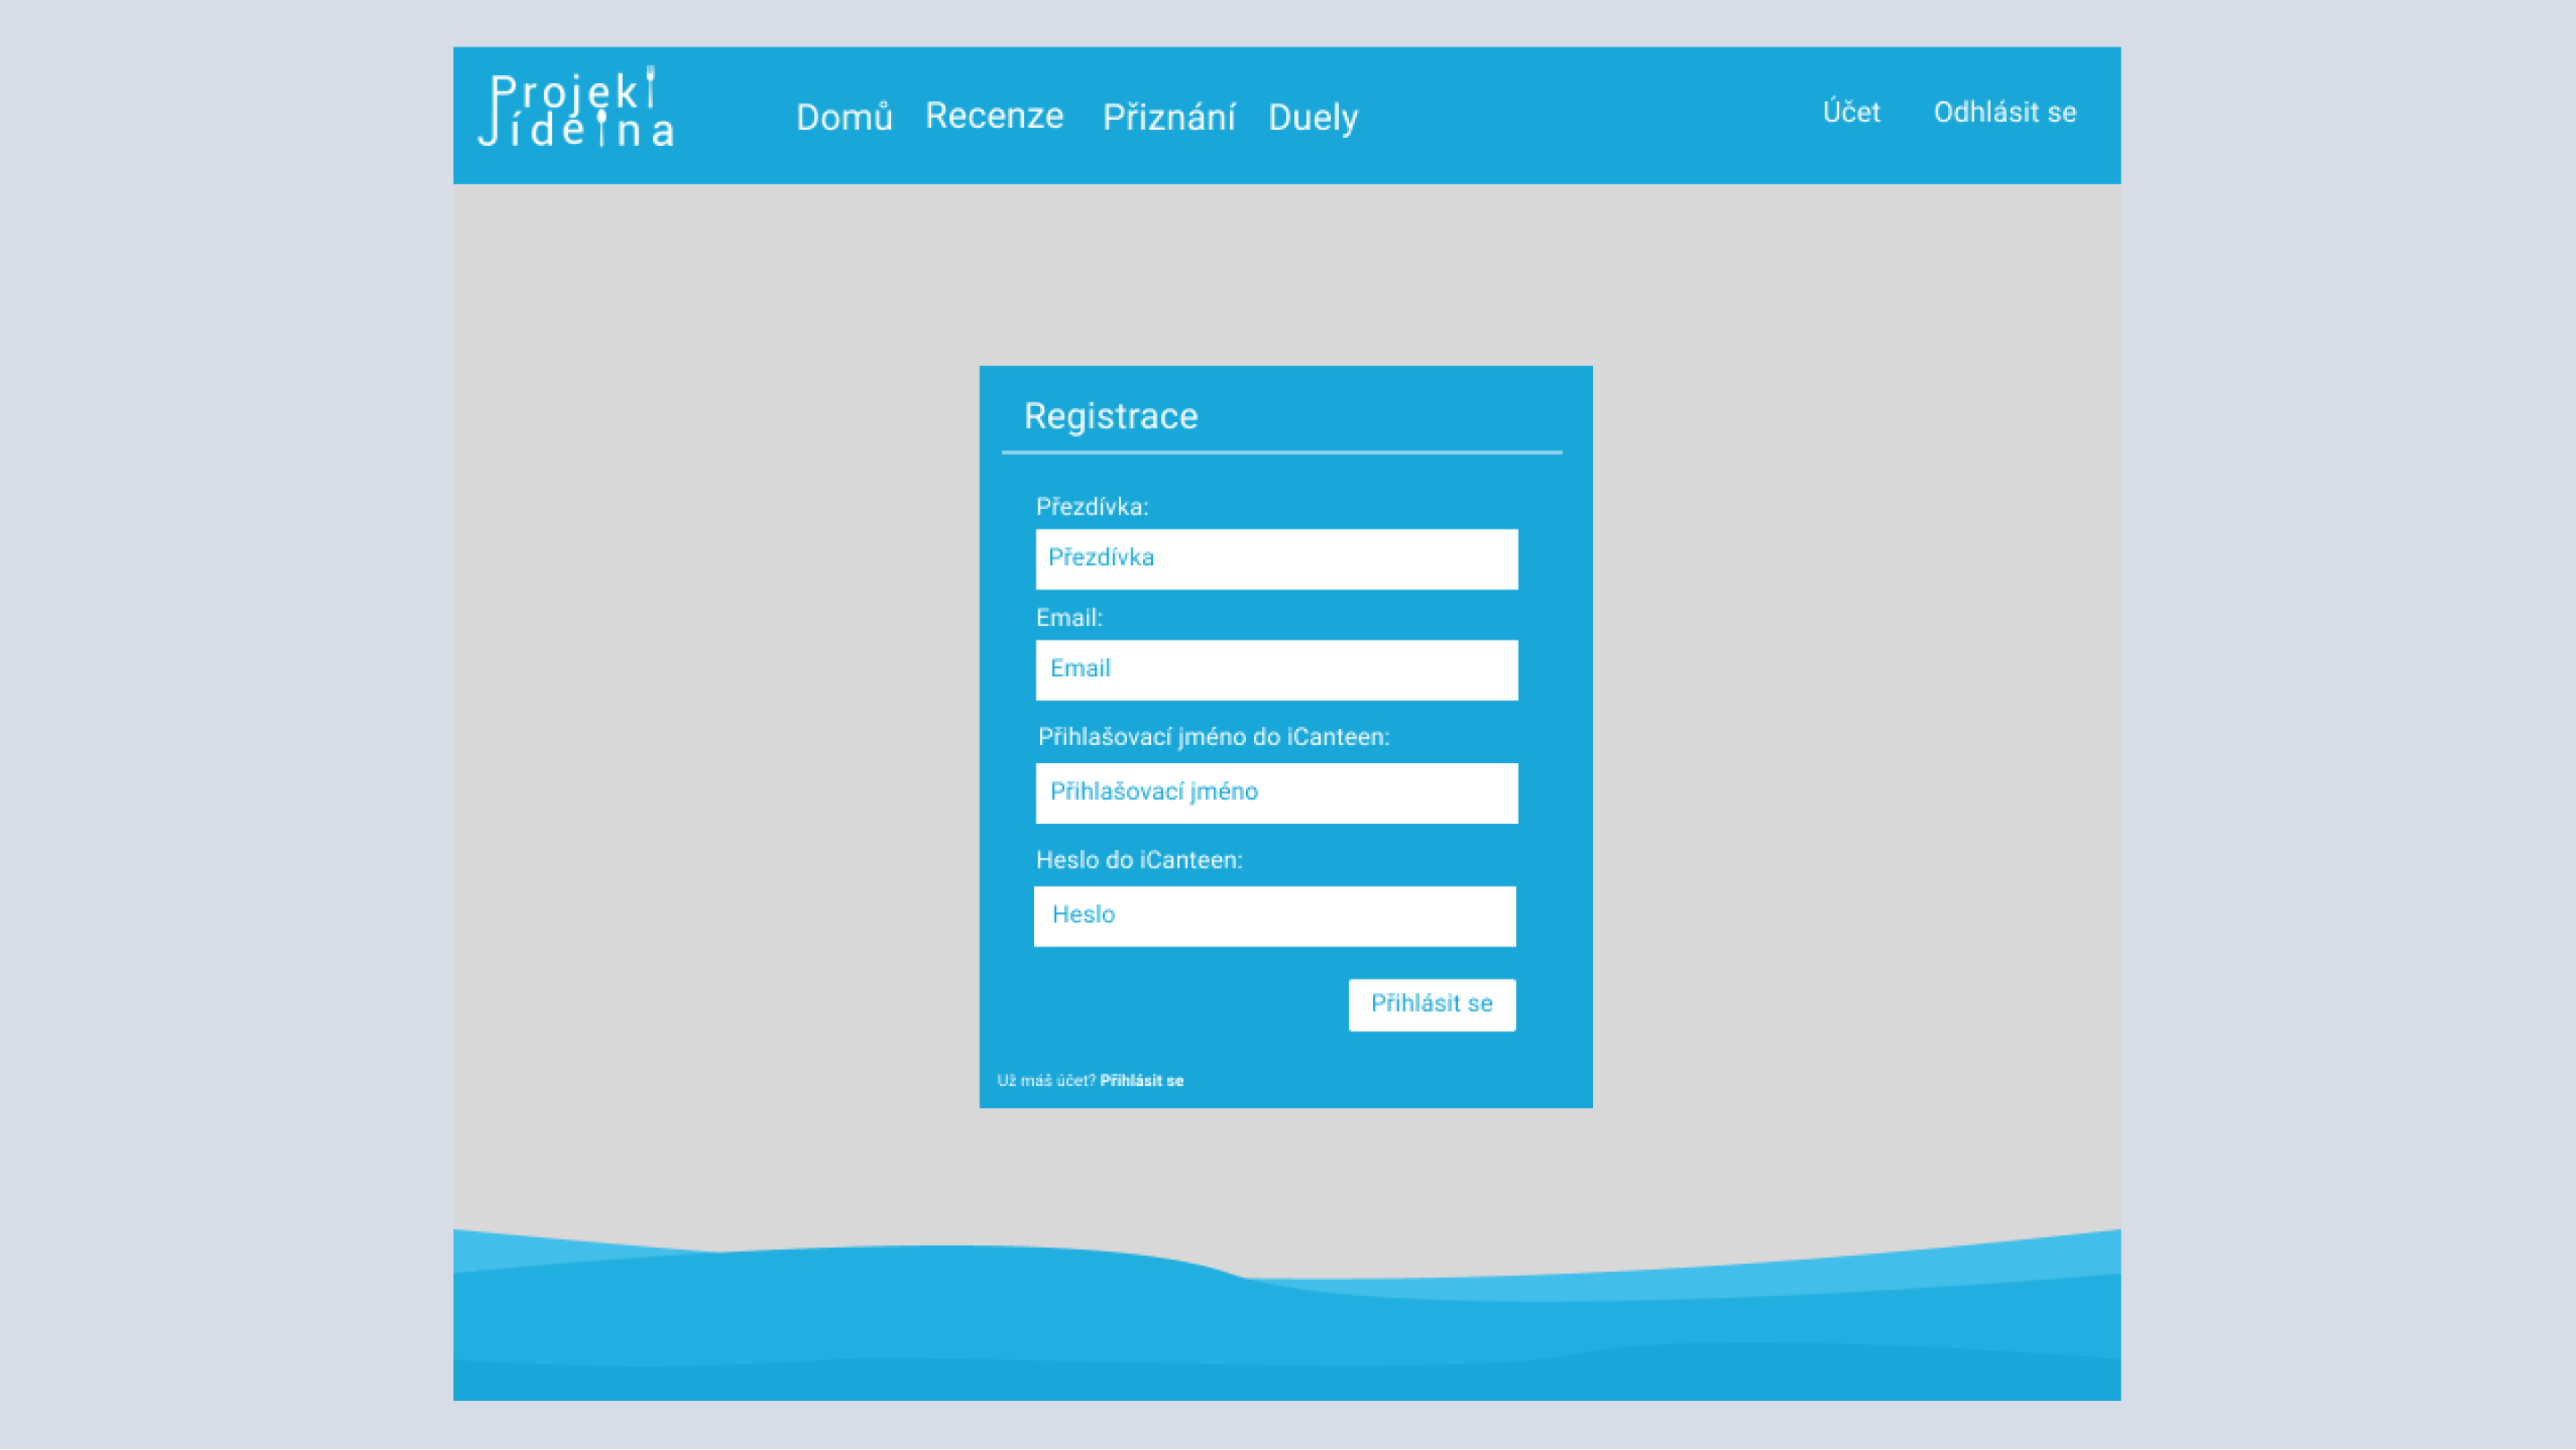 Projekt
Jídelna
Domů Recenze Přiznání Duely
Účet Odhlásit se
Registrace
Přezdívka:
Přezdívka
Email:
Email
Přihlašovací jméno do iCanteen:
Přihlašovací jméno
Heslo do iCanteen:
Heslo
Přihlásit se
Už máš účet? Přihlásit se